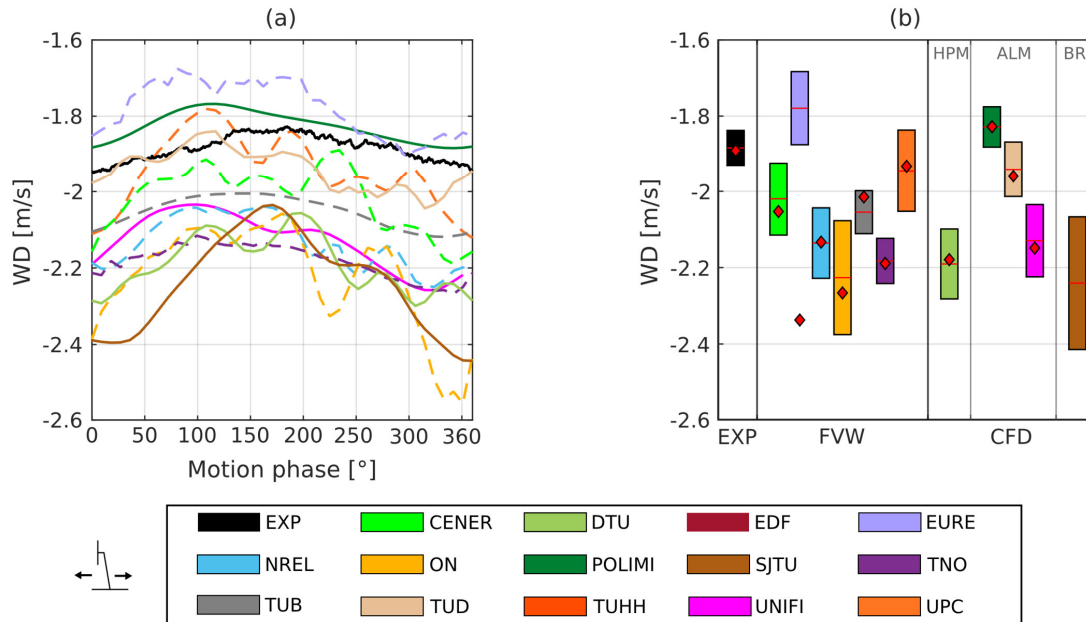 (a)
-1.6
-1.8
-2
-2.2
-2.4
-2.6
WD [m/s]
0 50 100 150 200 250 300 360
Motion phase [°]
(b)
HPM ALM BR
-1.6
-1.8
-2
-2.2
-2.4
-2.6
WD [m/s]
EXP FVW CFD
EXP CENER DTU EDF EURE
NREL ON POLIMI SJTU TNO
TUB TUD TUHH UNIFI UPC